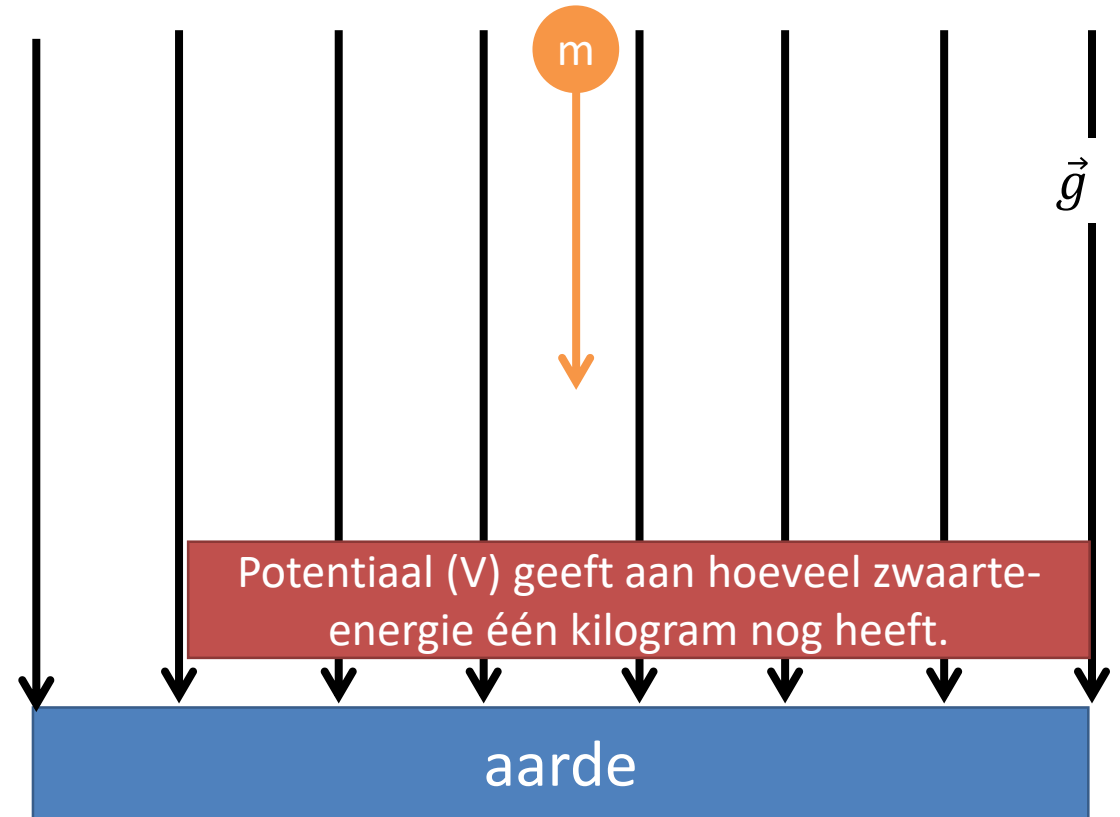 m
g⃗
Potentiaal (V) geeft aan hoeveel zwaarte-
energie één kilogram nog heeft.
aarde